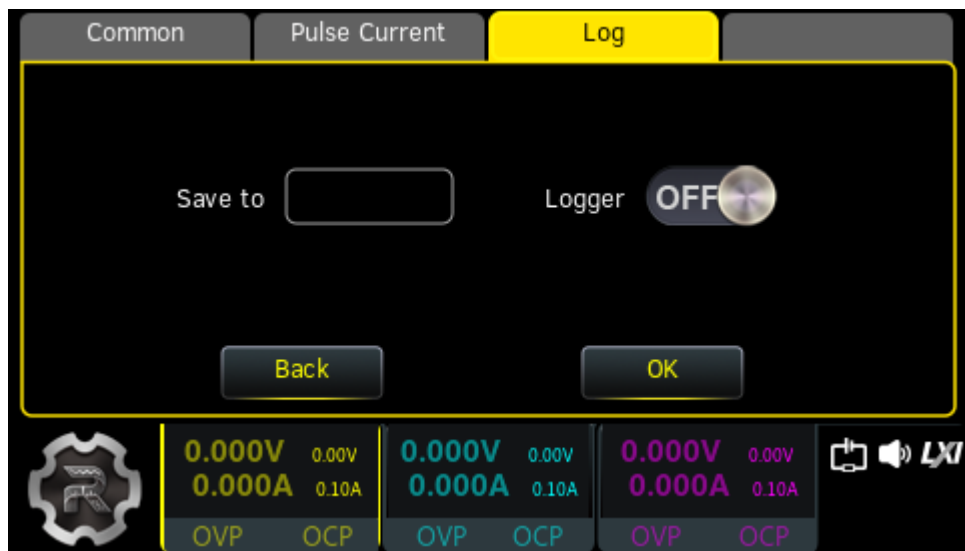 Common Pulse Current Log
Save to Logger OFF
Back OK
0.000V 0.00V 0.000V 0.00V 0.000V 0.00V
0.000A 0.10A 0.000A 0.10A 0.000A 0.10A
OVP OCP OVP OCP OVP OCP
R
LXI